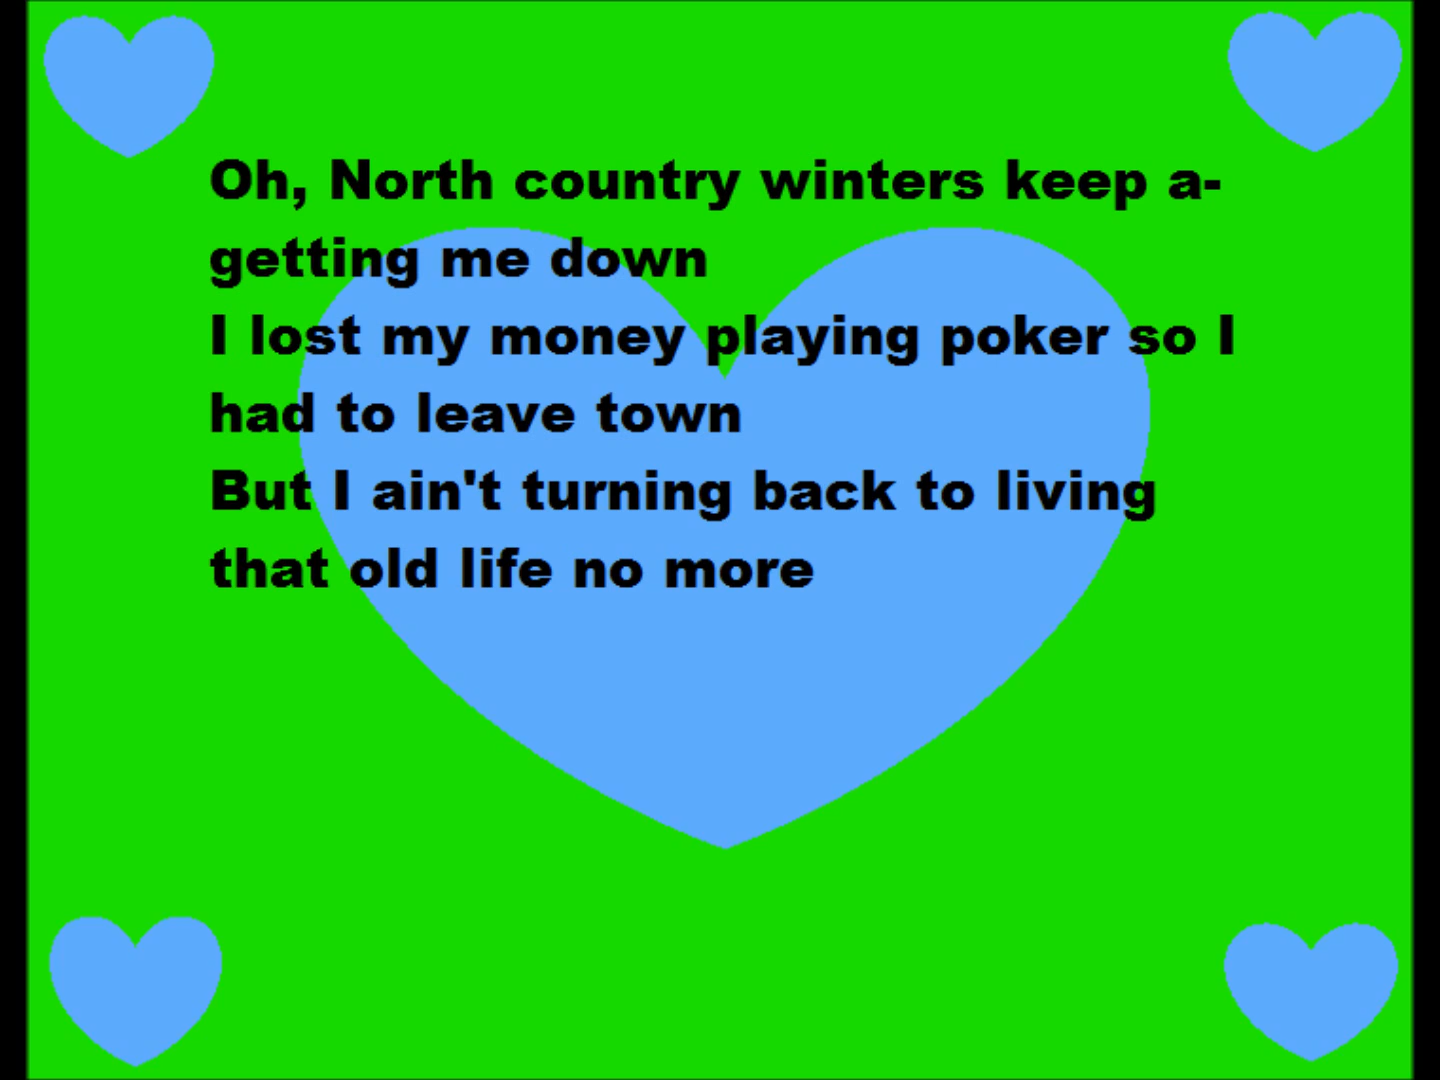 Oh, North country winters keep a-
getting me down
I lost my money playing poker so I
had to leave town
But I ain't turning back to living
that old life no more